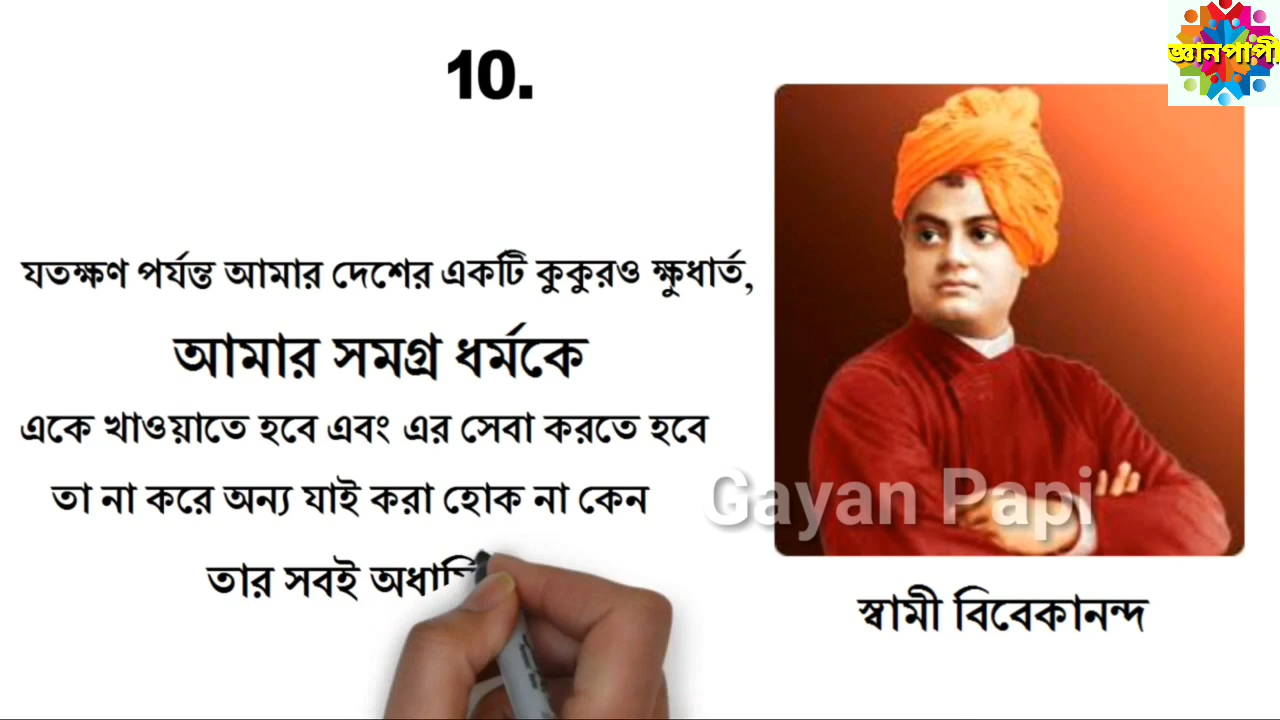 10.
জ্ঞানপাপী
যতক্ষণ পর্যন্ত আমার দেশের একটি কুকুরও ক্ষুধার্ত,
আমার সমগ্র ধর্মকে
একে খাওয়াতে হবে এবং এর সেবা করতে হবে
তা না করে অন্য যাই করা হোক না কেন
তার সবই
Gayan Papi
স্বামী বিবেকানন্দ